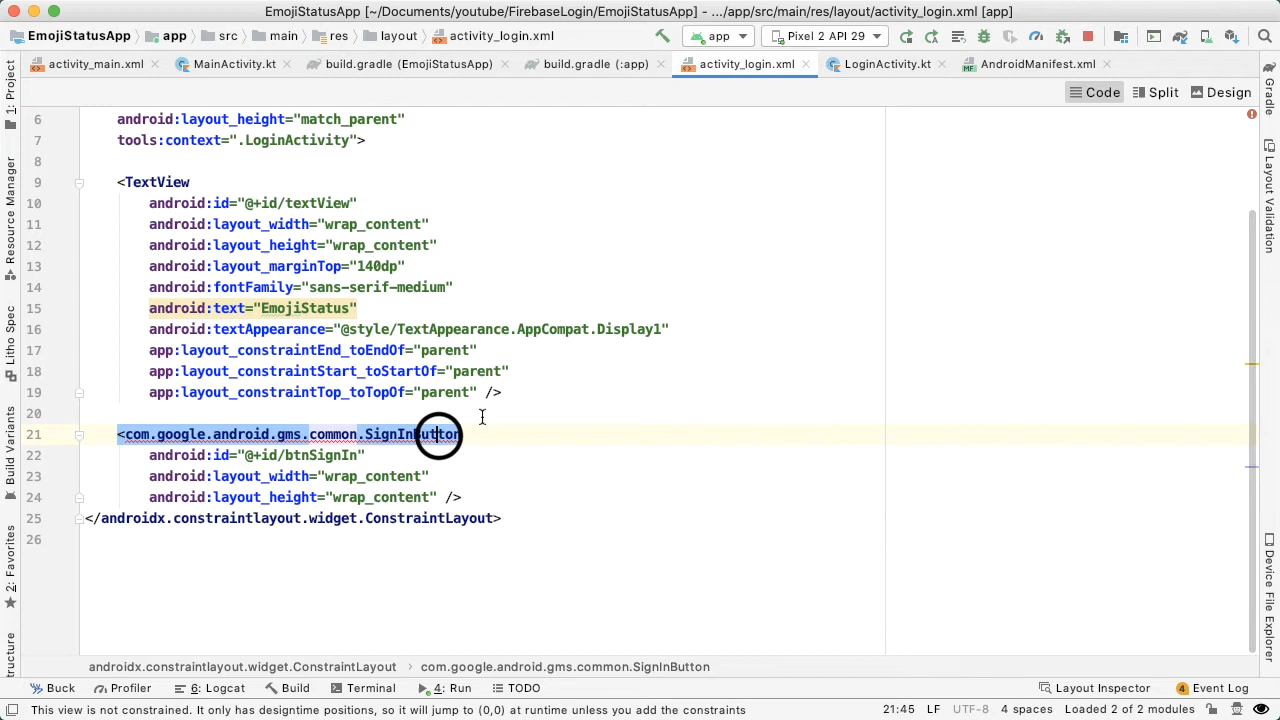 EmojiStatusApp [~/Documents/youtube/FirebaseLogin/EmojiStatusApp] - .../app/src/main/res/layout/activity_login.xml [app]
EmojiStatusApp app src main res layout activity_login.xml app Pixel 2 API 29
activity_main.xml MainActivity.kt build.gradle (EmojiStatusApp) build.gradle (:app) activity_login.xml LoginActivity.kt AndroidManifest.xml
Code Split Design
1: Project
Resource Manager
Litho Spec
Build Variants
2: Favorites
6 android:layout_height="match_parent"
7 tools:context=".LoginActivity">
8
9 <TextView
10 android:id="@+id/textView"
11 android:layout_width="wrap_content"
12 android:layout_height="wrap_content"
13 android:layout_marginTop="140dp"
14 android:fontFamily="sans-serif-medium"
15 android:text="EmojiStatus"
16 android:textAppearance="@style/TextAppearance.AppCompat.Display1"
17 app:layout_constraintEnd_toEndOf="parent"
18 app:layout_constraintStart_toStartOf="parent"
19 app:layout_constraintTop_toTopOf="parent" />
20
21 <com.google.android.gms.common.SignInButton
22 android:id="@+id/btnSignIn"
23 android:layout_width="wrap_content"
24 android:layout_height="wrap_content" />
25 </androidx.constraintlayout.widget.ConstraintLayout>
26
Gradle
Layout Validation
Device File Explorer
androidx.constraintlayout.widget.ConstraintLayout › com.google.android.gms.common.SignInButton
Buck Profiler 6: Logcat Build Terminal 4: Run TODO Layout Inspector 4 Event Log
This view is not constrained. It only has designtime positions, so it will jump to (0,0) at runtime unless you add the constraints 21:45 LF UTF-8 4 spaces Loaded 2 of 2 modules